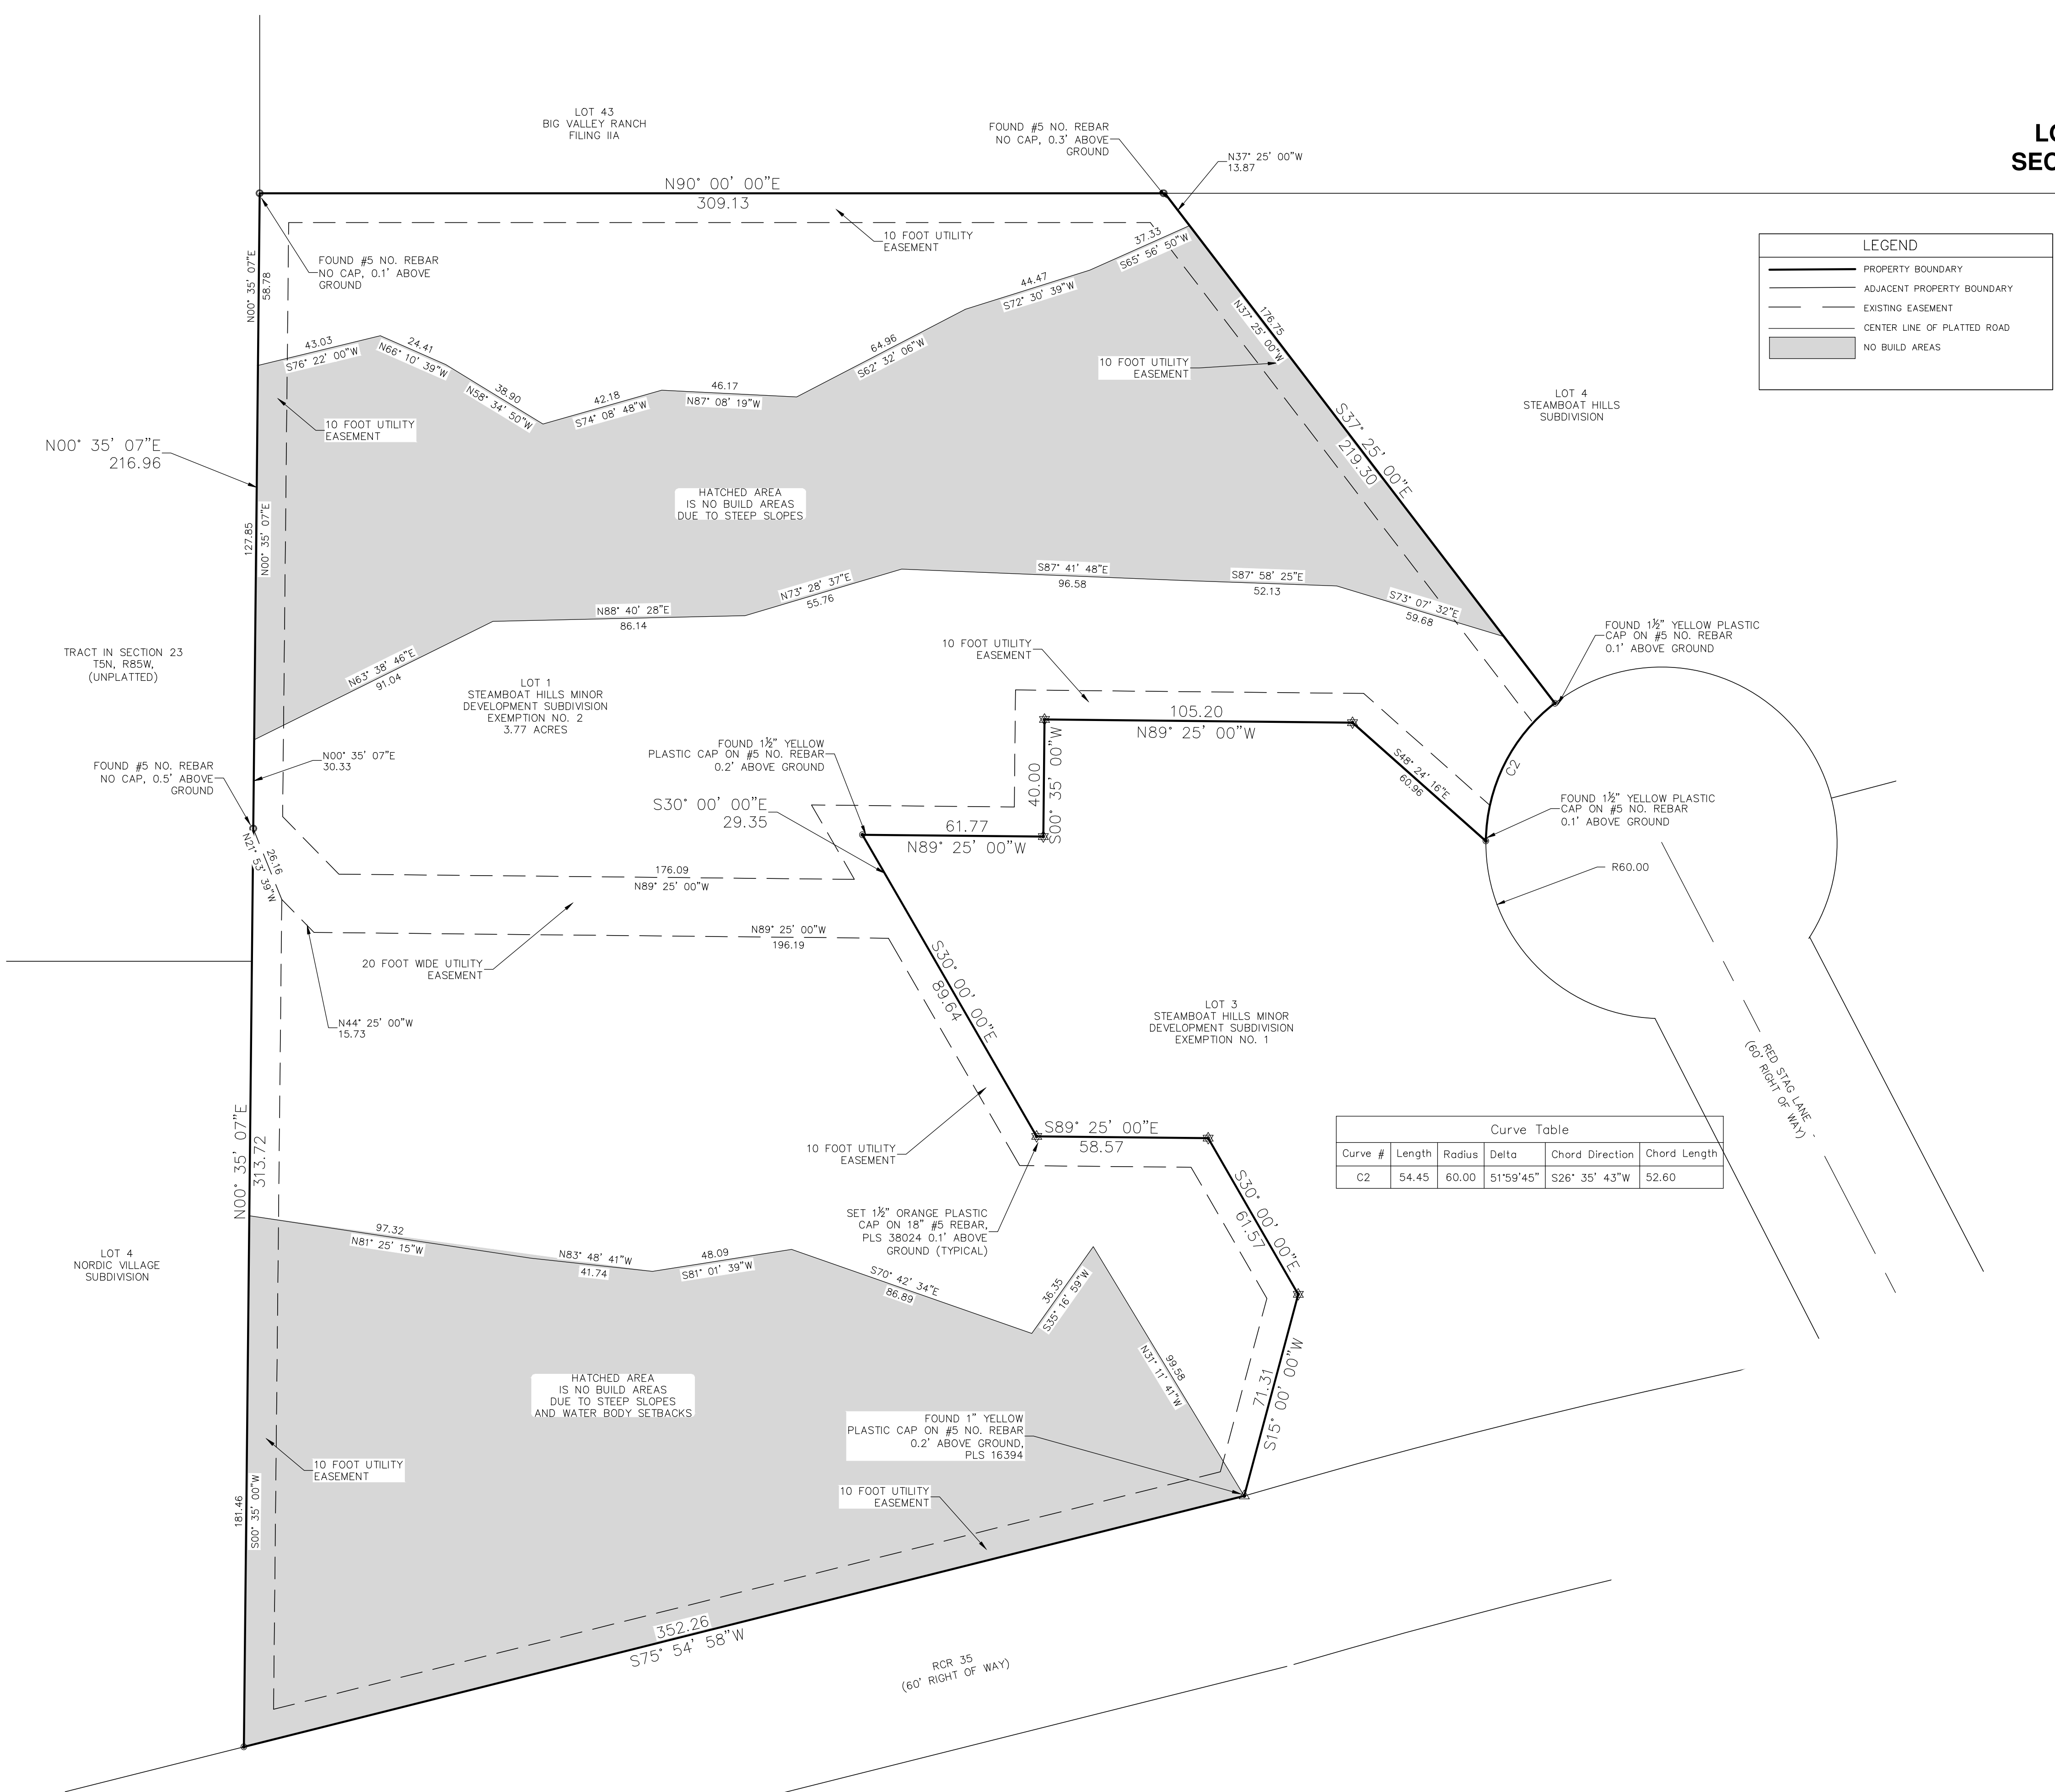 LOT 43
BIG VALLEY RANCH
FILING IIA
FOUND #5 NO. REBAR
NO CAP, 0.3' ABOVE
GROUND
N37° 25' 00"W
13.87
LO
SEC
N90° 00' 00"E
309.13
10 FOOT UTILITY
EASEMENT
FOUND #5 NO. REBAR
NO CAP, 0.1' ABOVE
GROUND
N00° 35' 07"E
58.78
37.33
S65° 56' 50"W
44.47
S72° 30' 39"W
LEGEND
PROPERTY BOUNDARY
ADJACENT PROPERTY BOUNDARY
EXISTING EASEMENT
CENTER LINE OF PLATTED ROAD
NO BUILD AREAS
176.75
N37° 25' 00"W
43.03
S76° 22' 00"W
24.41
N66° 10' 39"W
38.90
N58° 34' 50"W
42.18
S74° 08' 48"W
46.17
N87° 08' 19"W
64.96
S62° 32' 06"W
10 FOOT UTILITY
EASEMENT
LOT 4
STEAMBOAT HILLS
SUBDIVISION
10 FOOT UTILITY
EASEMENT
N00° 35' 07"E
216.96
S37° 25' 00"E
219.30
HATCHED AREA
IS NO BUILD AREAS
DUE TO STEEP SLOPES
127.85
N00° 35' 07"E
S87° 41' 48"E
96.58
S87° 58' 25"E
52.13
N73° 28' 37"E
55.76
N88° 40' 28"E
86.14
S73° 07' 32"E
59.68
FOUND 1½" YELLOW PLASTIC
CAP ON #5 NO. REBAR
0.1' ABOVE GROUND
TRACT IN SECTION 23
T5N, R85W,
(UNPLATTED)
N63° 38' 46"E
91.04
10 FOOT UTILITY
EASEMENT
LOT 1
STEAMBOAT HILLS MINOR
DEVELOPMENT SUBDIVISION
EXEMPTION NO. 2
3.77 ACRES
105.20
N89° 25' 00"W
FOUND 1½" YELLOW
PLASTIC CAP ON #5 NO. REBAR
0.2' ABOVE GROUND
N00° 35' 07"E
30.33
FOUND #5 NO. REBAR
NO CAP, 0.5' ABOVE
GROUND
40.00
S00° 35' 00"W
S48° 24' 16"E
60.96
C2
S30° 00' 00"E
29.35
FOUND 1½" YELLOW PLASTIC
CAP ON #5 NO. REBAR
0.1' ABOVE GROUND
61.77
N89° 25' 00"W
26.16
N21° 53' 39"W
176.09
N89° 25' 00"W
R60.00
N89° 25' 00"W
196.19
20 FOOT WIDE UTILITY
EASEMENT
S30° 00' 00"E
89.64
N44° 25' 00"W
15.73
LOT 3
STEAMBOAT HILLS MINOR
DEVELOPMENT SUBDIVISION
EXEMPTION NO. 1
RED STAG LANE
(60' RIGHT OF WAY)
N00° 35' 07"E
313.72
10 FOOT UTILITY
EASEMENT
S89° 25' 00"E
58.57
Curve Table
Curve # Length Radius Delta Chord Direction Chord Length
C2 54.45 60.00 51°59'45" S26° 35' 43"W 52.60
S30° 00' 00"E
61.57
SET 1½" ORANGE PLASTIC
CAP ON 18" #5 REBAR,
PLS 38024 0.1' ABOVE
GROUND (TYPICAL)
LOT 4
NORDIC VILLAGE
SUBDIVISION
97.32
N81° 25' 15"W
N83° 48' 41"W
41.74
48.09
S81° 01' 39"W
S70° 42' 34"E
86.89
36.35
S35° 16' 59"W
99.58
N31° 11' 41"W
71.31
S15° 00' 00"W
HATCHED AREA
IS NO BUILD AREAS
DUE TO STEEP SLOPES
AND WATER BODY SETBACKS
FOUND 1" YELLOW
PLASTIC CAP ON #5 NO. REBAR
0.2' ABOVE GROUND,
PLS 16394
10 FOOT UTILITY
EASEMENT
10 FOOT UTILITY
EASEMENT
181.46
S00° 35' 00"W
352.26
S75° 54' 58"W
RCR 35
(60' RIGHT OF WAY)